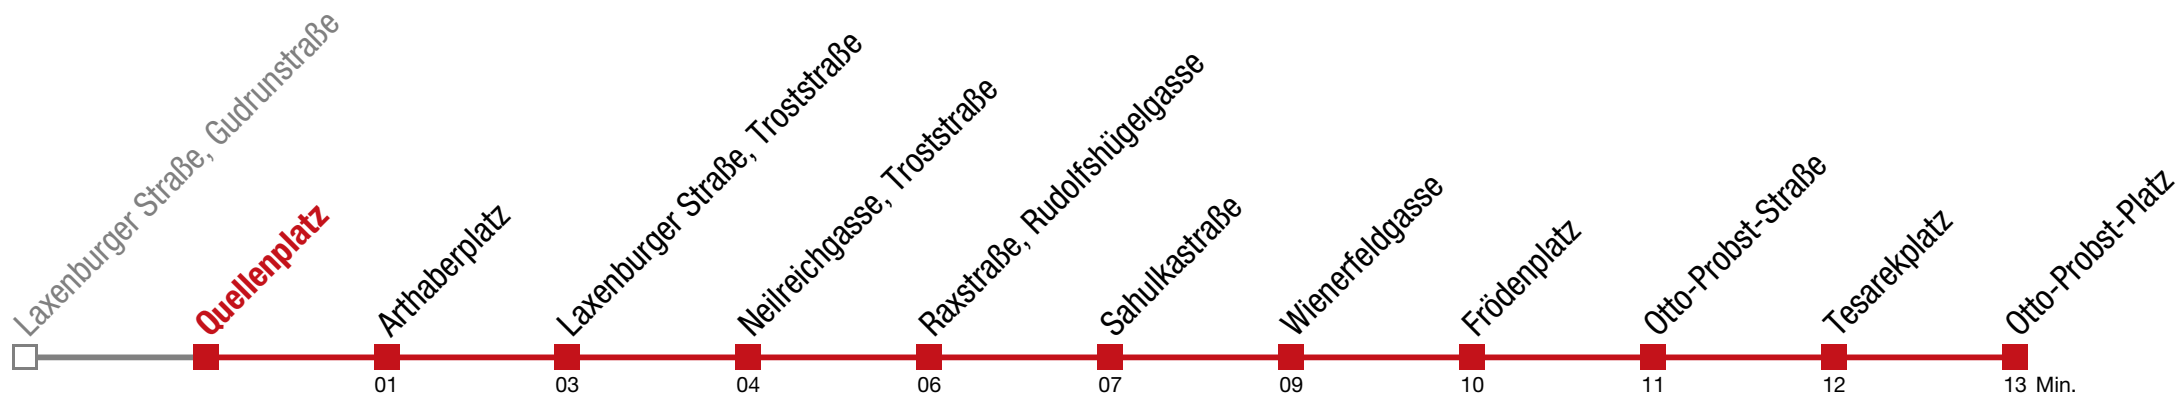 Laxenburger Straße, Gudrunstraße
Quellenplatz
Arthaberplatz
Laxenburger Straße, Troststraße
Neilreichgasse, Troststraße
Raxstraße, Rudolfshügelgasse
Sahulkastraße
Wienerfeldgasse
Frödenplatz
Otto-Probst-Straße
Tesarekplatz
Otto-Probst-Platz
01 03 04 06 07 09 10 11 12 13 Min.